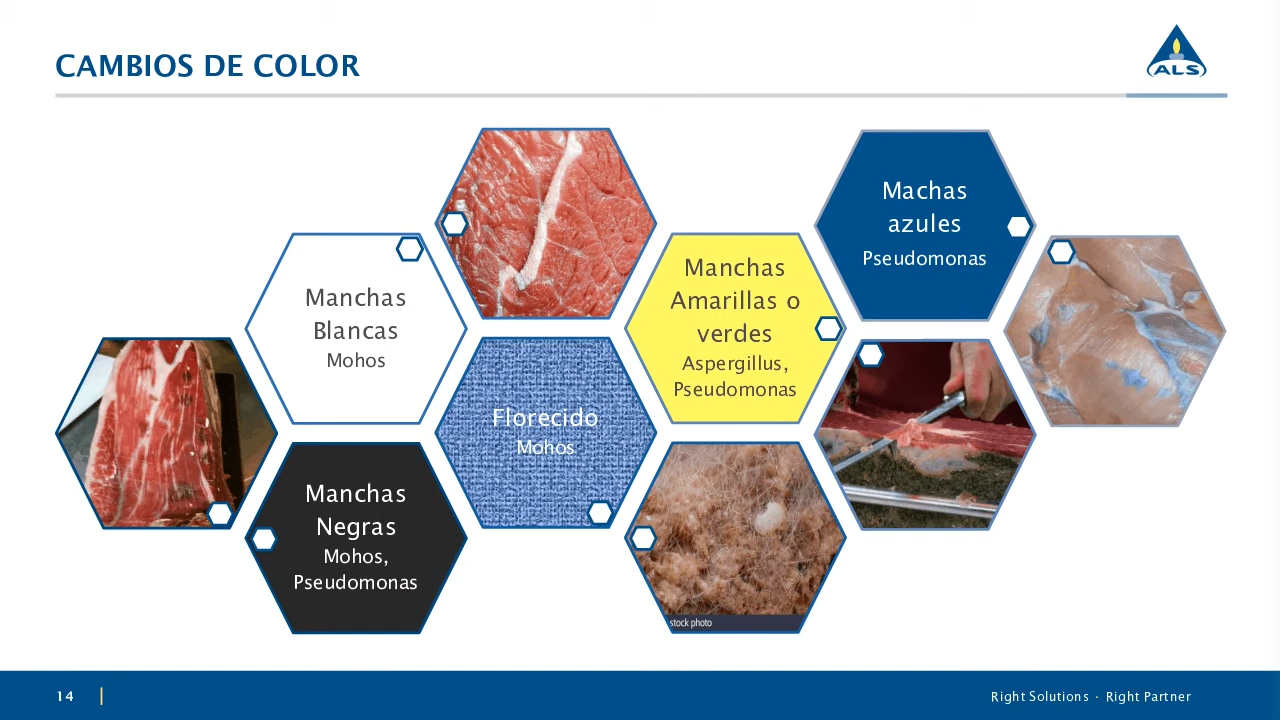 CAMBIOS DE COLOR
ALS
Machas
azules
Pseudomonas
Manchas
Amarillas o
verdes
Aspergillus,
Pseudomonas
Manchas
Blancas
Mohos
Florecido
Mohos
Manchas
Negras
Mohos,
Pseudomonas
stock photo
14
Right Solutions · Right Partner